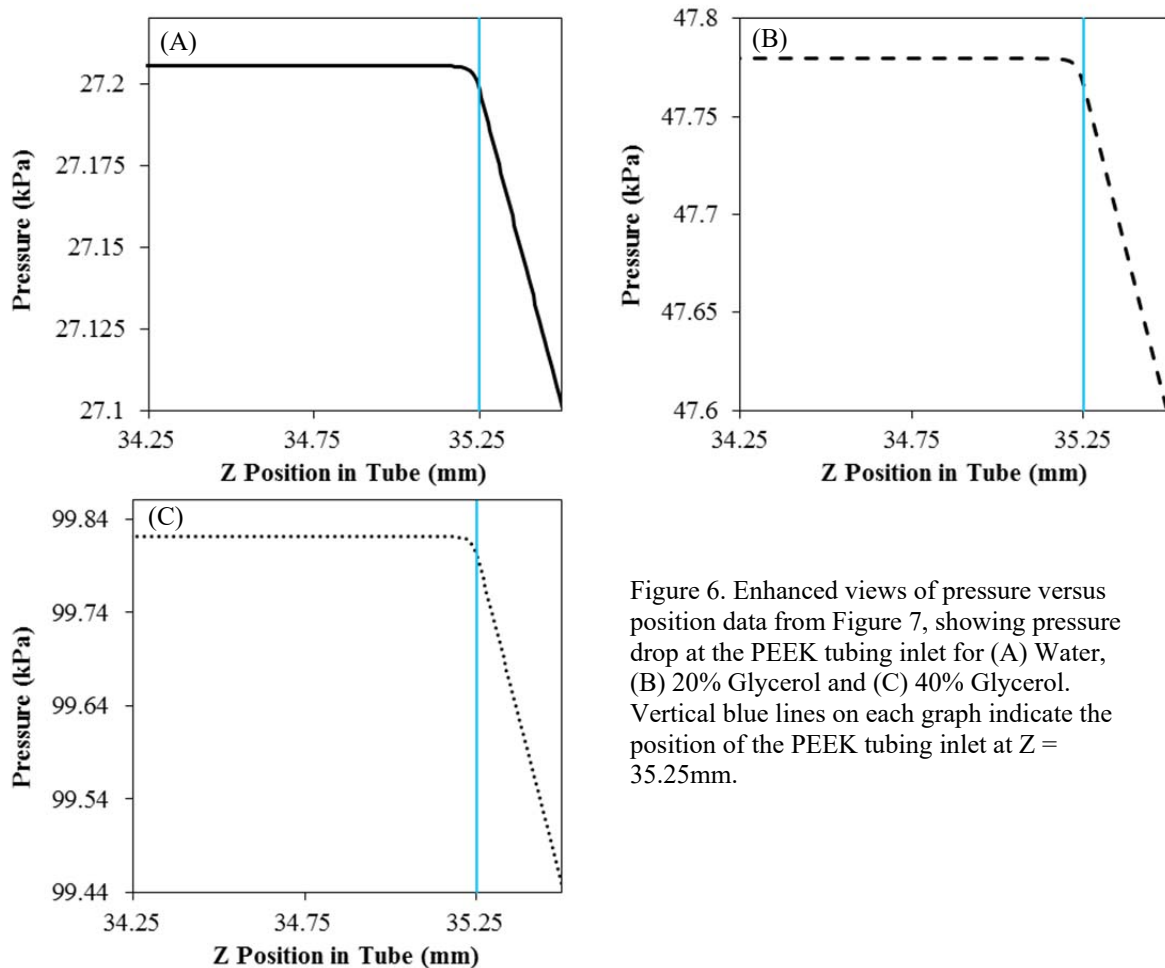 (A)
27.2
27.175
27.15
27.125
27.1
Pressure (kPa)
34.25 34.75 35.25
Z Position in Tube (mm)
(B)
47.8
47.75
47.7
47.65
47.6
Pressure (kPa)
34.25 34.75 35.25
Z Position in Tube (mm)
(C)
99.84
99.74
99.64
99.54
99.44
Pressure (kPa)
34.25 34.75 35.25
Z Position in Tube (mm)
Figure 6. Enhanced views of pressure versus
position data from Figure 7, showing pressure
drop at the PEEK tubing inlet for (A) Water,
(B) 20% Glycerol and (C) 40% Glycerol.
Vertical blue lines on each graph indicate the
position of the PEEK tubing inlet at Z =
35.25mm.